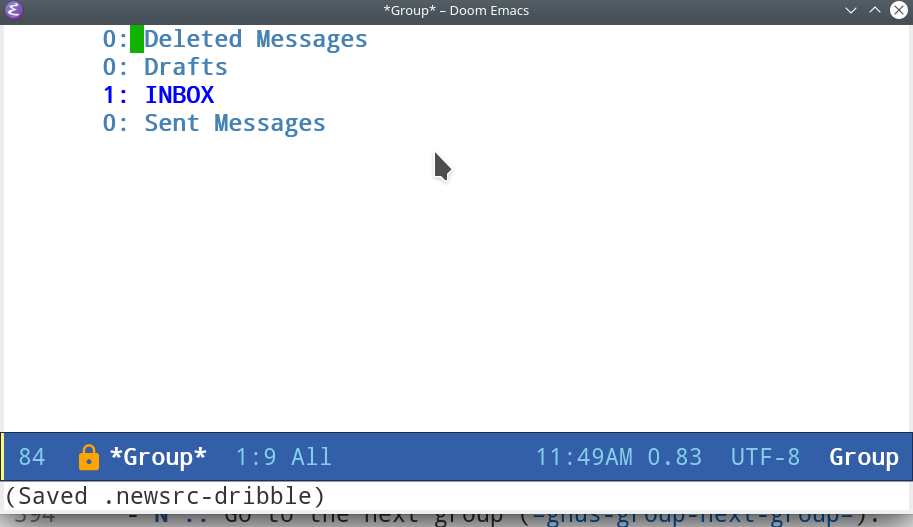 *Group* – Doom Emacs
0: Deleted Messages
0: Drafts
1: INBOX
0: Sent Messages
84 *Group* 1:9 All 11:49AM 0.83 UTF-8 Group
(Saved .newsrc-dribble)
394 - N :: Go to the next group (=gnus-group-next-group=).